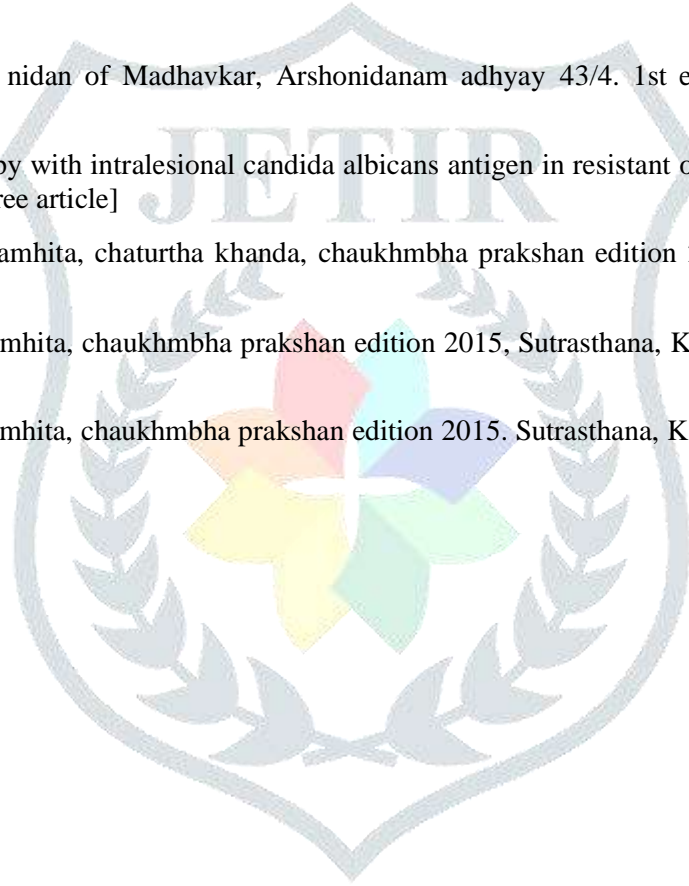 nidan of Madhavkar, Arshonidanam adhyay 43/4. 1st e
JETIR
by with intralesional candida albicans antigen in resistant o
ree article]
amhita, chaturtha khanda, chaukhmbha prakshan edition
mhita, chaukhmbha prakshan edition 2015, Sutrasthana, K
mhita, chaukhmbha prakshan edition 2015. Sutrasthana, K